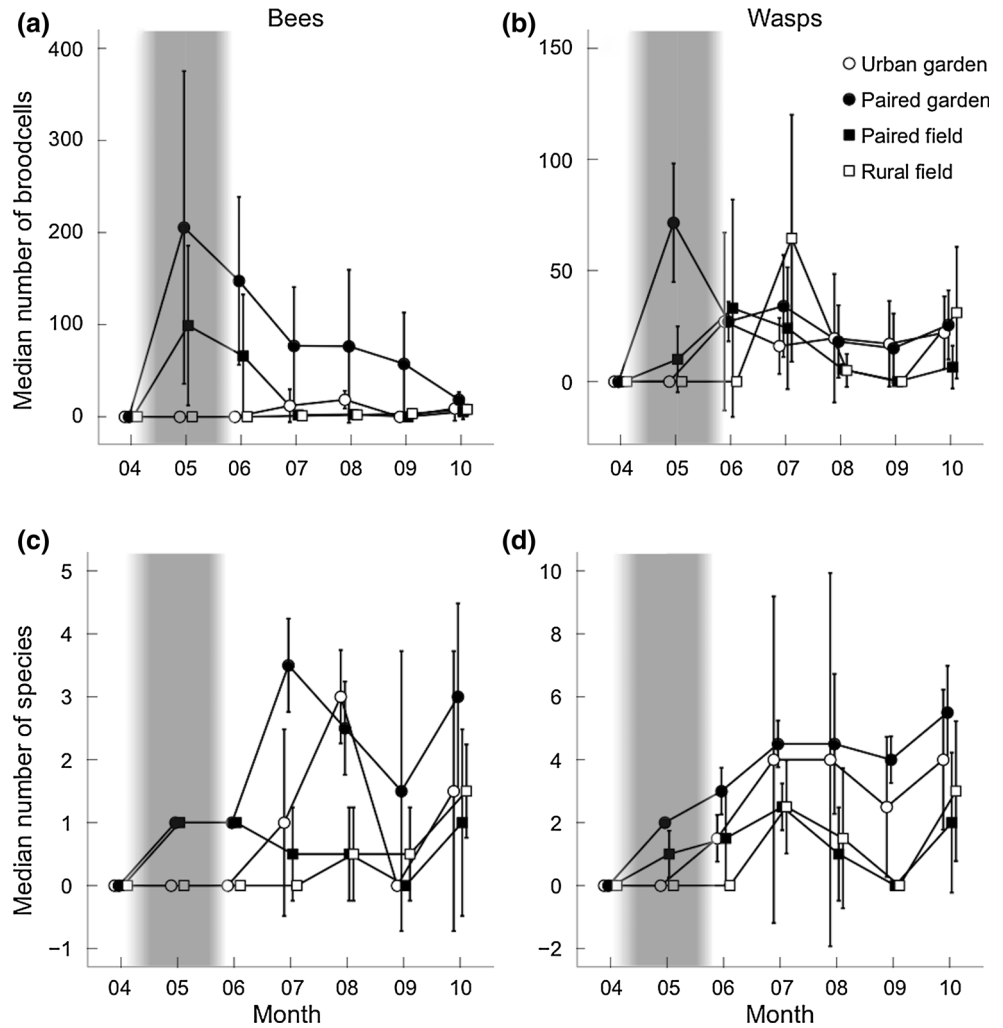 (a)
Bees
Median number of broodcells
400
300
200
100
0
04 05 06 07 08 09 10
(b)
Wasps
150
100
50
0
04 05 06 07 08 09 10
Urban garden
Paired garden
Paired field
Rural field
(c)
Median number of species
5
4
3
2
1
0
−1
04 05 06 07 08 09 10
Month
(d)
10
8
6
4
2
0
−2
04 05 06 07 08 09 10
Month